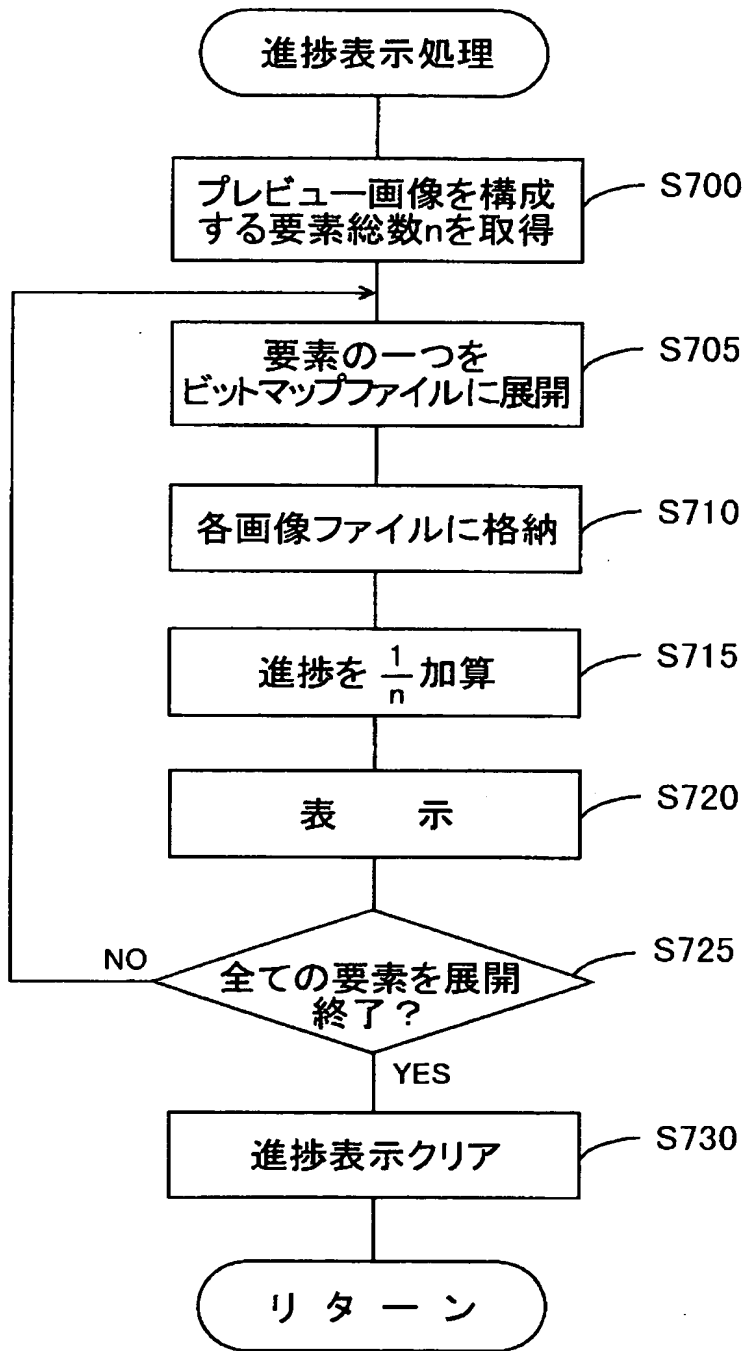 進捗表示処理
プレビュー画像を構成
する要素総数nを取得
S700
要素の一つを
ビットマップファイルに展開
S705
各画像ファイルに格納
S710
進捗を 1/n 加算
S715
表 示
S720
全ての要素を展開
終了？
S725
NO
YES
進捗表示クリア
S730
リターン